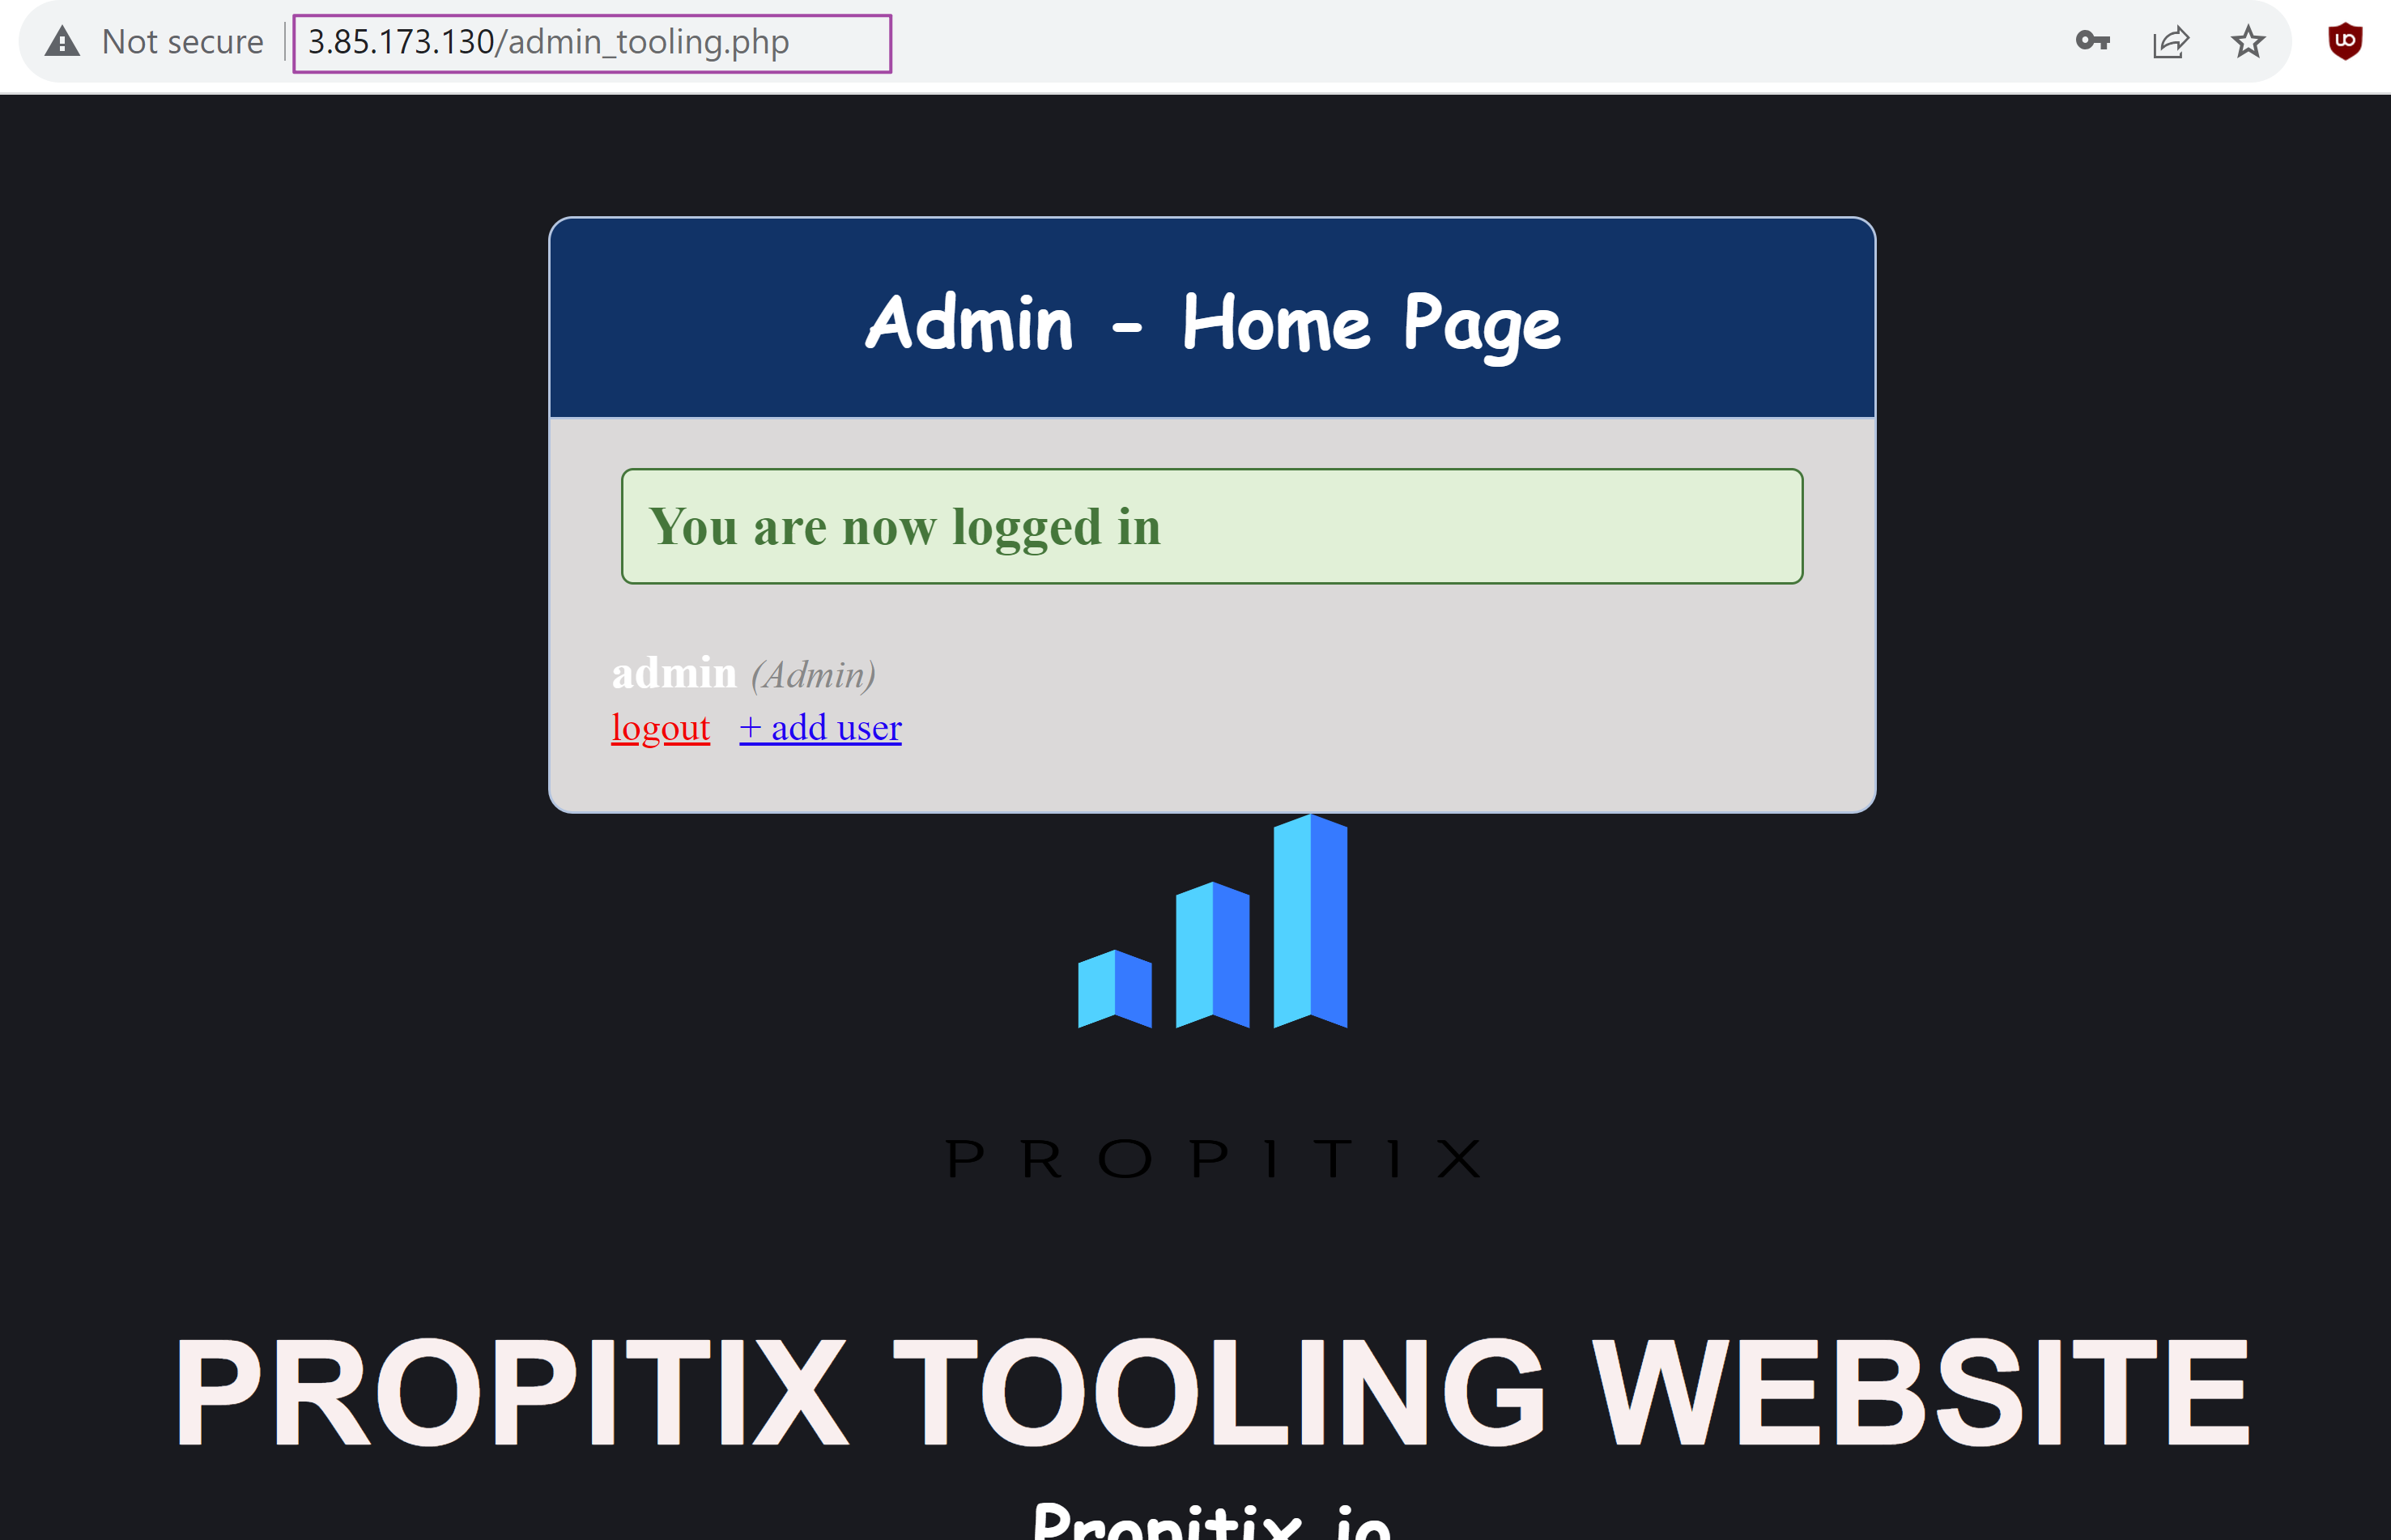 Not secure 3.85.173.130/admin_tooling.php
Admin - Home Page
You are now logged in
admin (Admin)
logout + add user
PROPITIX
PROPITIX TOOLING WEBSITE
Propitix.io